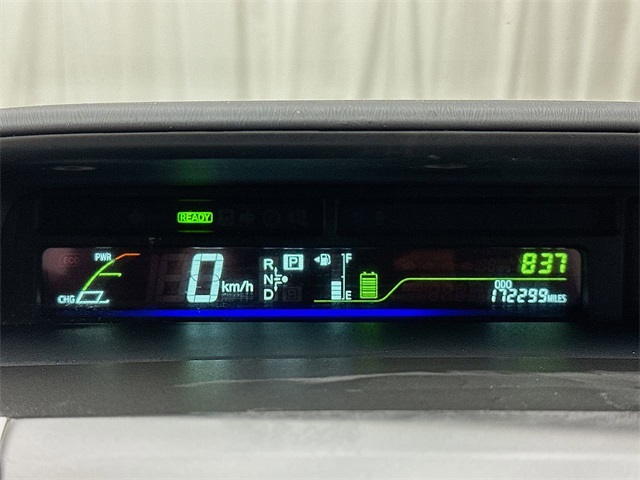 READY
ECO
PWR
CHG
0 km/h
R
N
D
P
F
E
837
ODO
172299 MILES